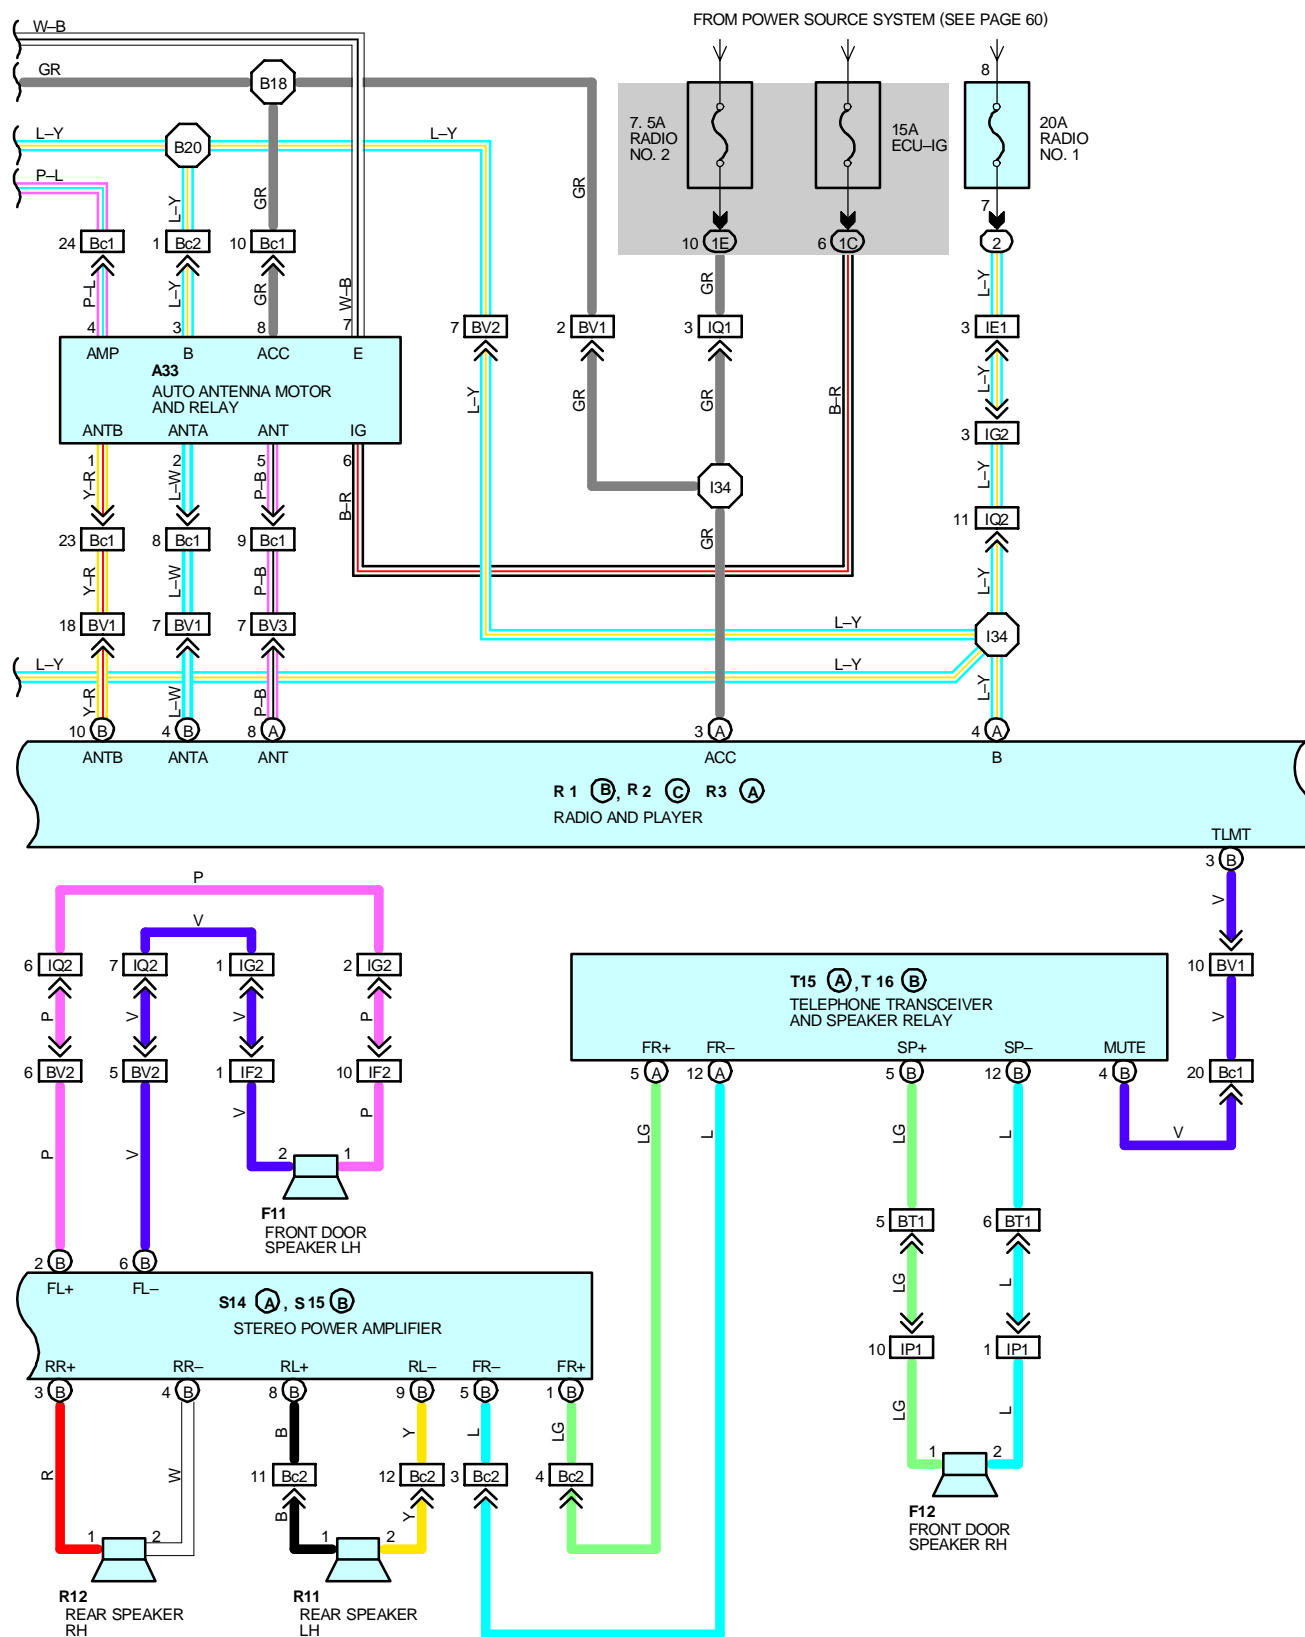 FROM POWER SOURCE SYSTEM (SEE PAGE 60)
W–B
GR
B18
8
7. 5A
RADIO
NO. 2
15A
ECU–IG
20A
RADIO
NO. 1
L–Y
B20
L–Y
P–L
L–Y
GR
GR
7
24 Bc1
1 Bc2
10 Bc1
10 1E
6 1C
2
P–L
L–Y
GR
W–B
GR
L–Y
4
3
8
7
7 BV2
2 BV1
3 IQ1
3 IE1
AMP
B
ACC
E
A33
AUTO ANTENNA MOTOR
AND RELAY
L–Y
GR
GR
B–R
L–Y
ANTB
ANTA
ANT
IG
3 IG2
1
2
5
6
Y–R
L–W
P–B
B–R
I34
L–Y
11 IQ2
23 Bc1
8 Bc1
9 Bc1
GR
Y–R
L–W
P–B
L–Y
18 BV1
7 BV1
7 BV3
L–Y
I34
L–Y
L–Y
Y–R
L–W
P–B
L–Y
10 B
4 B
8 A
3 A
4 A
ANTB
ANTA
ANT
ACC
B
R 1 B, R 2 C R3 A
RADIO AND PLAYER
TLMT
3 B
P
V
V
6 IQ2
7 IQ2
1 IG2
2 IG2
10 BV1
T15 A, T 16 B
TELEPHONE TRANSCEIVER
AND SPEAKER RELAY
P
V
V
P
V
FR+
FR–
SP+
SP–
MUTE
6 BV2
5 BV2
1 IF2
10 IF2
5 A
12 A
5 B
12 B
4 B
20 Bc1
V
P
LG
L
LG
L
V
P
V
2
1
F11
FRONT DOOR
SPEAKER LH
5 BT1
6 BT1
2 B
6 B
FL+
FL–
LG
L
S14 A, S 15 B
STEREO POWER AMPLIFIER
10 IP1
1 IP1
RR+
RR–
RL+
RL–
FR–
FR+
3 B
4 B
8 B
9 B
5 B
1 B
LG
L
B
Y
L
LG
1
2
R
W
11 Bc2
12 Bc2
3 Bc2
4 Bc2
F12
FRONT DOOR
SPEAKER RH
B
Y
1
2
1
2
R12
REAR SPEAKER
RH
R11
REAR SPEAKER
LH